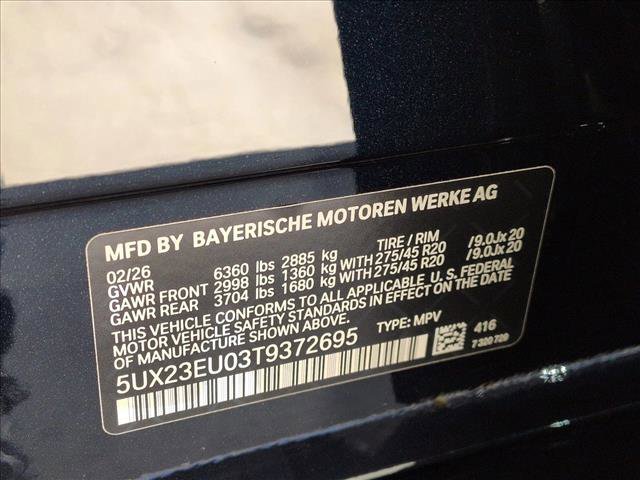 MFD BY BAYERISCHE MOTOREN WERKE AG
02/26 TIRE / RIM
GVWR 6360 lbs 2885 kg
GAWR FRONT 2998 lbs 1360 kg WITH 275/45 R20 /9.0Jx20
GAWR REAR 3704 lbs 1680 kg WITH 275/45 R20 /9.0Jx20
THIS VEHICLE CONFORMS TO ALL APPLICABLE U.S. FEDERAL
MOTOR VEHICLE SAFETY STANDARDS IN EFFECT ON THE DATE
OF MANUFACTURE SHOWN ABOVE.
5UX23EU03T9372695 TYPE: MPV 416
7 320 720